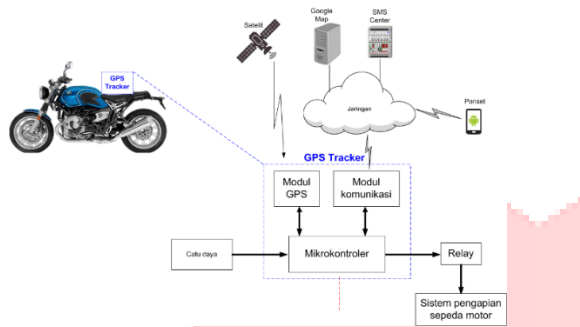 Satelit
Google
Map
SMS
Center
GPS
Tracker
Jaringan
Ponsel
GPS Tracker
Modul
GPS
Modul
komunikasi
Catu daya
Mikrokontroler
Relay
Sistem pengapian
sepeda motor